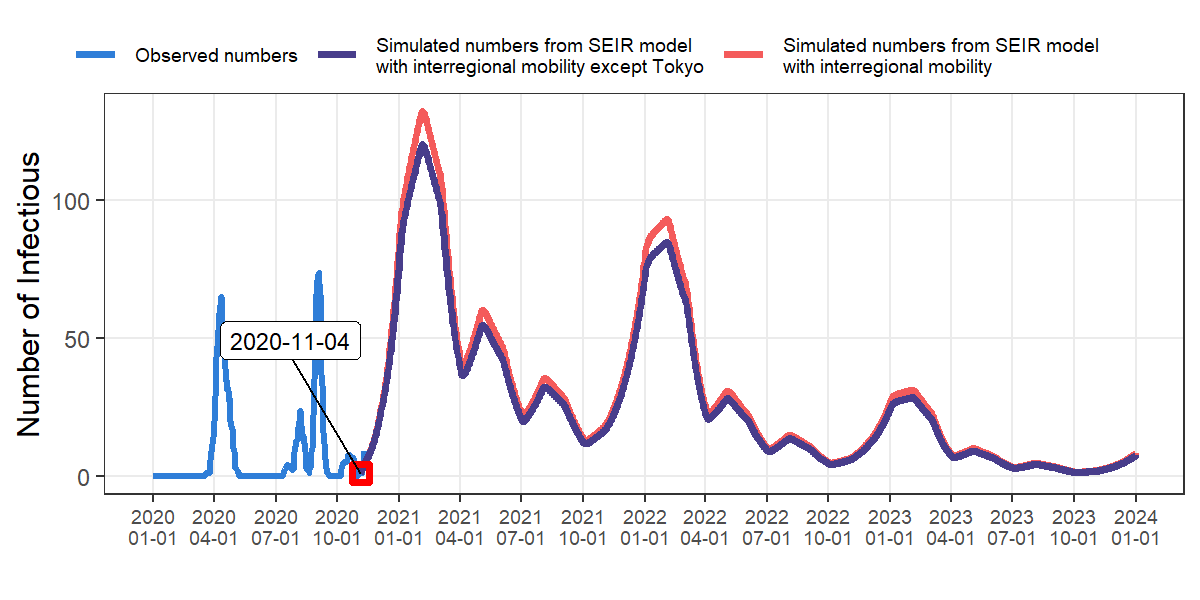 Observed numbers
Simulated numbers from SEIR model
with interregional mobility except Tokyo
Simulated numbers from SEIR model
with interregional mobility
Number of Infectious
100
50
0
2020-11-04
2020 2020 2020 2020 2021 2021 2021 2021 2022 2022 2022 2022 2023 2023 2023 2023 2024
01-01 04-01 07-01 10-01 01-01 04-01 07-01 10-01 01-01 04-01 07-01 10-01 01-01 04-01 07-01 10-01 01-01